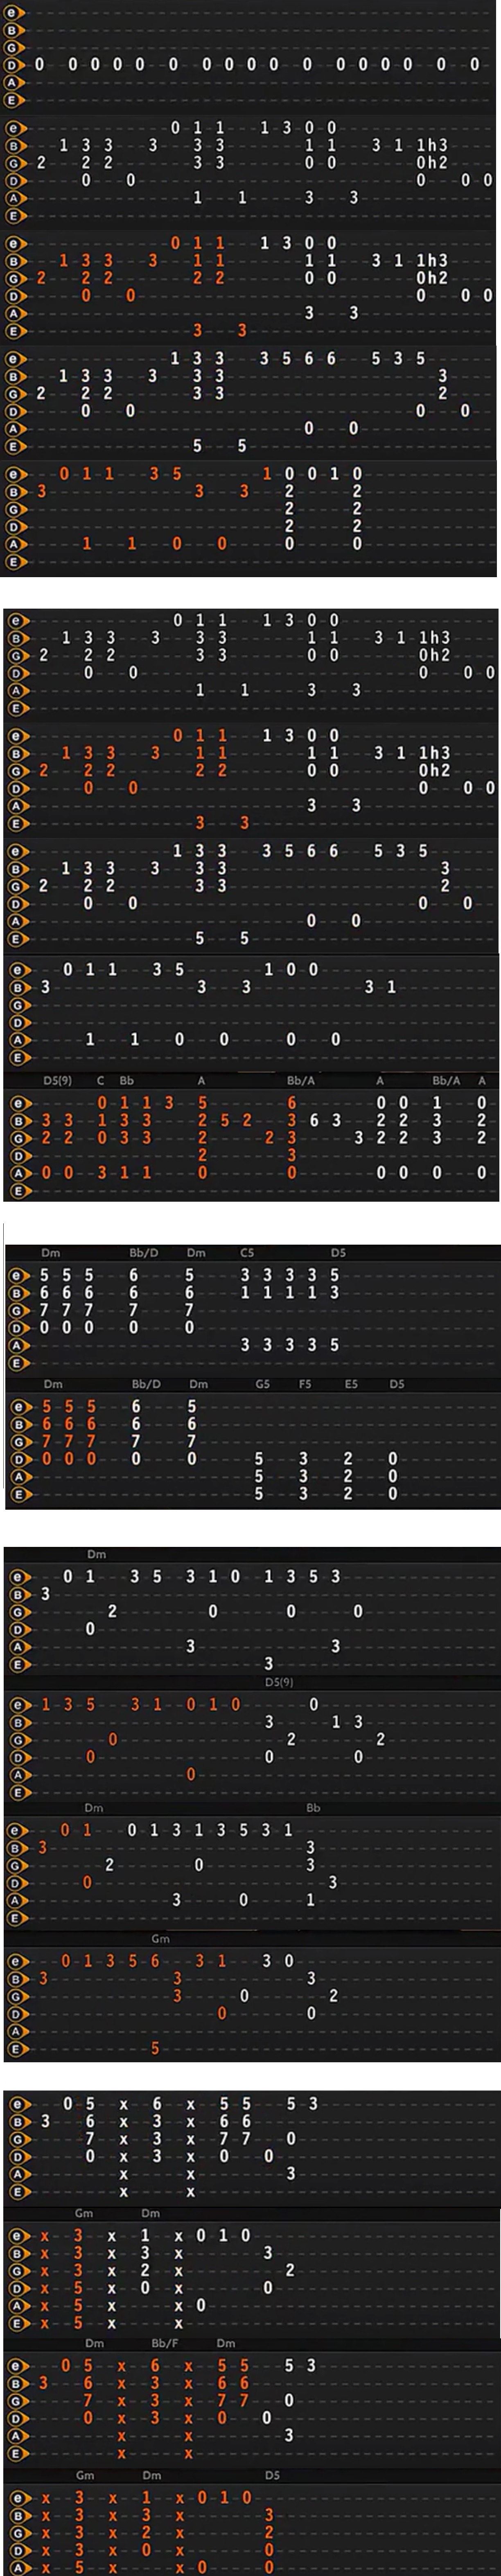 e
B
G
D 0 0 0 0 0 0 0 0 0 0 0 0 0 0 0 0 0
A
E
e 0 1 1 1 3 0 0
B 1 3 3 3 3 3 1 1 3 1 1h3
G 2 2 2 3 3 0 0 0h2
D 0 0 0 0 0
A 1 1 3 3
E
e 0 1 1 1 3 0 0
B 1 3 3 3 1 1 1 1 3 1 1h3
G 2 2 2 2 2 0 0 0h2
D 0 0 0 0 0
A 3 3
E 3 3
e 1 3 3 3 5 6 6 5 3 5
B 1 3 3 3 3 3 3
G 2 2 2 3 3 2
D 0 0 0 0
A 0 0
E 5 5
e 0 1 1 3 5 1 0 0 1 0
B 3 3 3 2 2
G 2 2
D 2 2
A 1 1 0 0 0 0
E
e 0 1 1 1 3 0 0
B 1 3 3 3 3 3 1 1 3 1 1h3
G 2 2 2 3 3 0 0 0h2
D 0 0 0 0 0
A 1 1 3 3
E
e 0 1 1 1 3 0 0
B 1 3 3 3 1 1 1 1 3 1 1h3
G 2 2 2 2 2 0 0 0h2
D 0 0 0 0 0
A 3 3
E 3 3
e 1 3 3 3 5 6 6 5 3 5
B 1 3 3 3 3 3 3
G 2 2 2 3 3 2
D 0 0 0 0
A 0 0
E 5 5
e 0 1 1 3 5 1 0 0
B 3 3 3 3 1
G
D
A 1 1 0 0 0 0
E
D5(9) C Bb A Bb/A A Bb/A A
e 0 1 1 3 5 6 0 0 1 0
B 3 3 1 3 3 2 5 2 3 6 3 2 2 3 2
G 2 2 0 3 3 2 2 3 3 2 2 3 2
D 2 3
A 0 0 3 1 1 0 0 0 0 0 0
E
Dm Bb/D Dm C5 D5
e 5 5 5 6 5 3 3 3 3 5
B 6 6 6 6 6 1 1 1 1 3
G 7 7 7 7 7
D 0 0 0 0 0
A 3 3 3 3 5
E
Dm Bb/D Dm G5 F5 E5 D5
e 5 5 5 6 5
B 6 6 6 6 6
G 7 7 7 7 7
D 0 0 0 0 0 5 3 2 0
A 5 3 2 0
E 5 3 2 0
Dm
e 0 1 3 5 3 1 0 1 3 5 3
B 3
G 2 0 0 0
D 0
A 3 3
E 3
D5(9)
e 1 3 5 3 1 0 1 0 0
B 3 1 3
G 0 2 2
D 0 0 0
A 0
E
Dm Bb
e 0 1 0 1 3 1 3 5 3 1
B 3 3
G 2 0 3
D 0 3
A 3 0 1
E
Gm
e 0 1 3 5 6 3 1 3 0
B 3 3 3
G 3 0 2
D 0 0
A
E 5
e 0 5 x 6 x 5 5 5 3
B 3 6 x 3 x 6 6
G 7 x 3 x 7 7 0
D 0 x 3 x 0 0
A x x 3
E x x
Gm Dm
e x 3 x 1 x 0 1 0
B x 3 x 3 x 3
G x 3 x 2 x 2
D x 5 x 0 x 0
A x 5 x x 0
E x 5 x x
Dm Bb/F Dm
e 0 5 x 6 x 5 5 5 3
B 3 6 x 3 x 6 6
G 7 x 3 x 7 7 0
D 0 x 3 x 0 0
A x x 3
E x x
Gm Dm D5
e x 3 x 1 x 0 1 0
B x 3 x 3 x 3
G x 3 x 2 x 2
D x 3 x 0 x 0
A x 5 x x 0 0